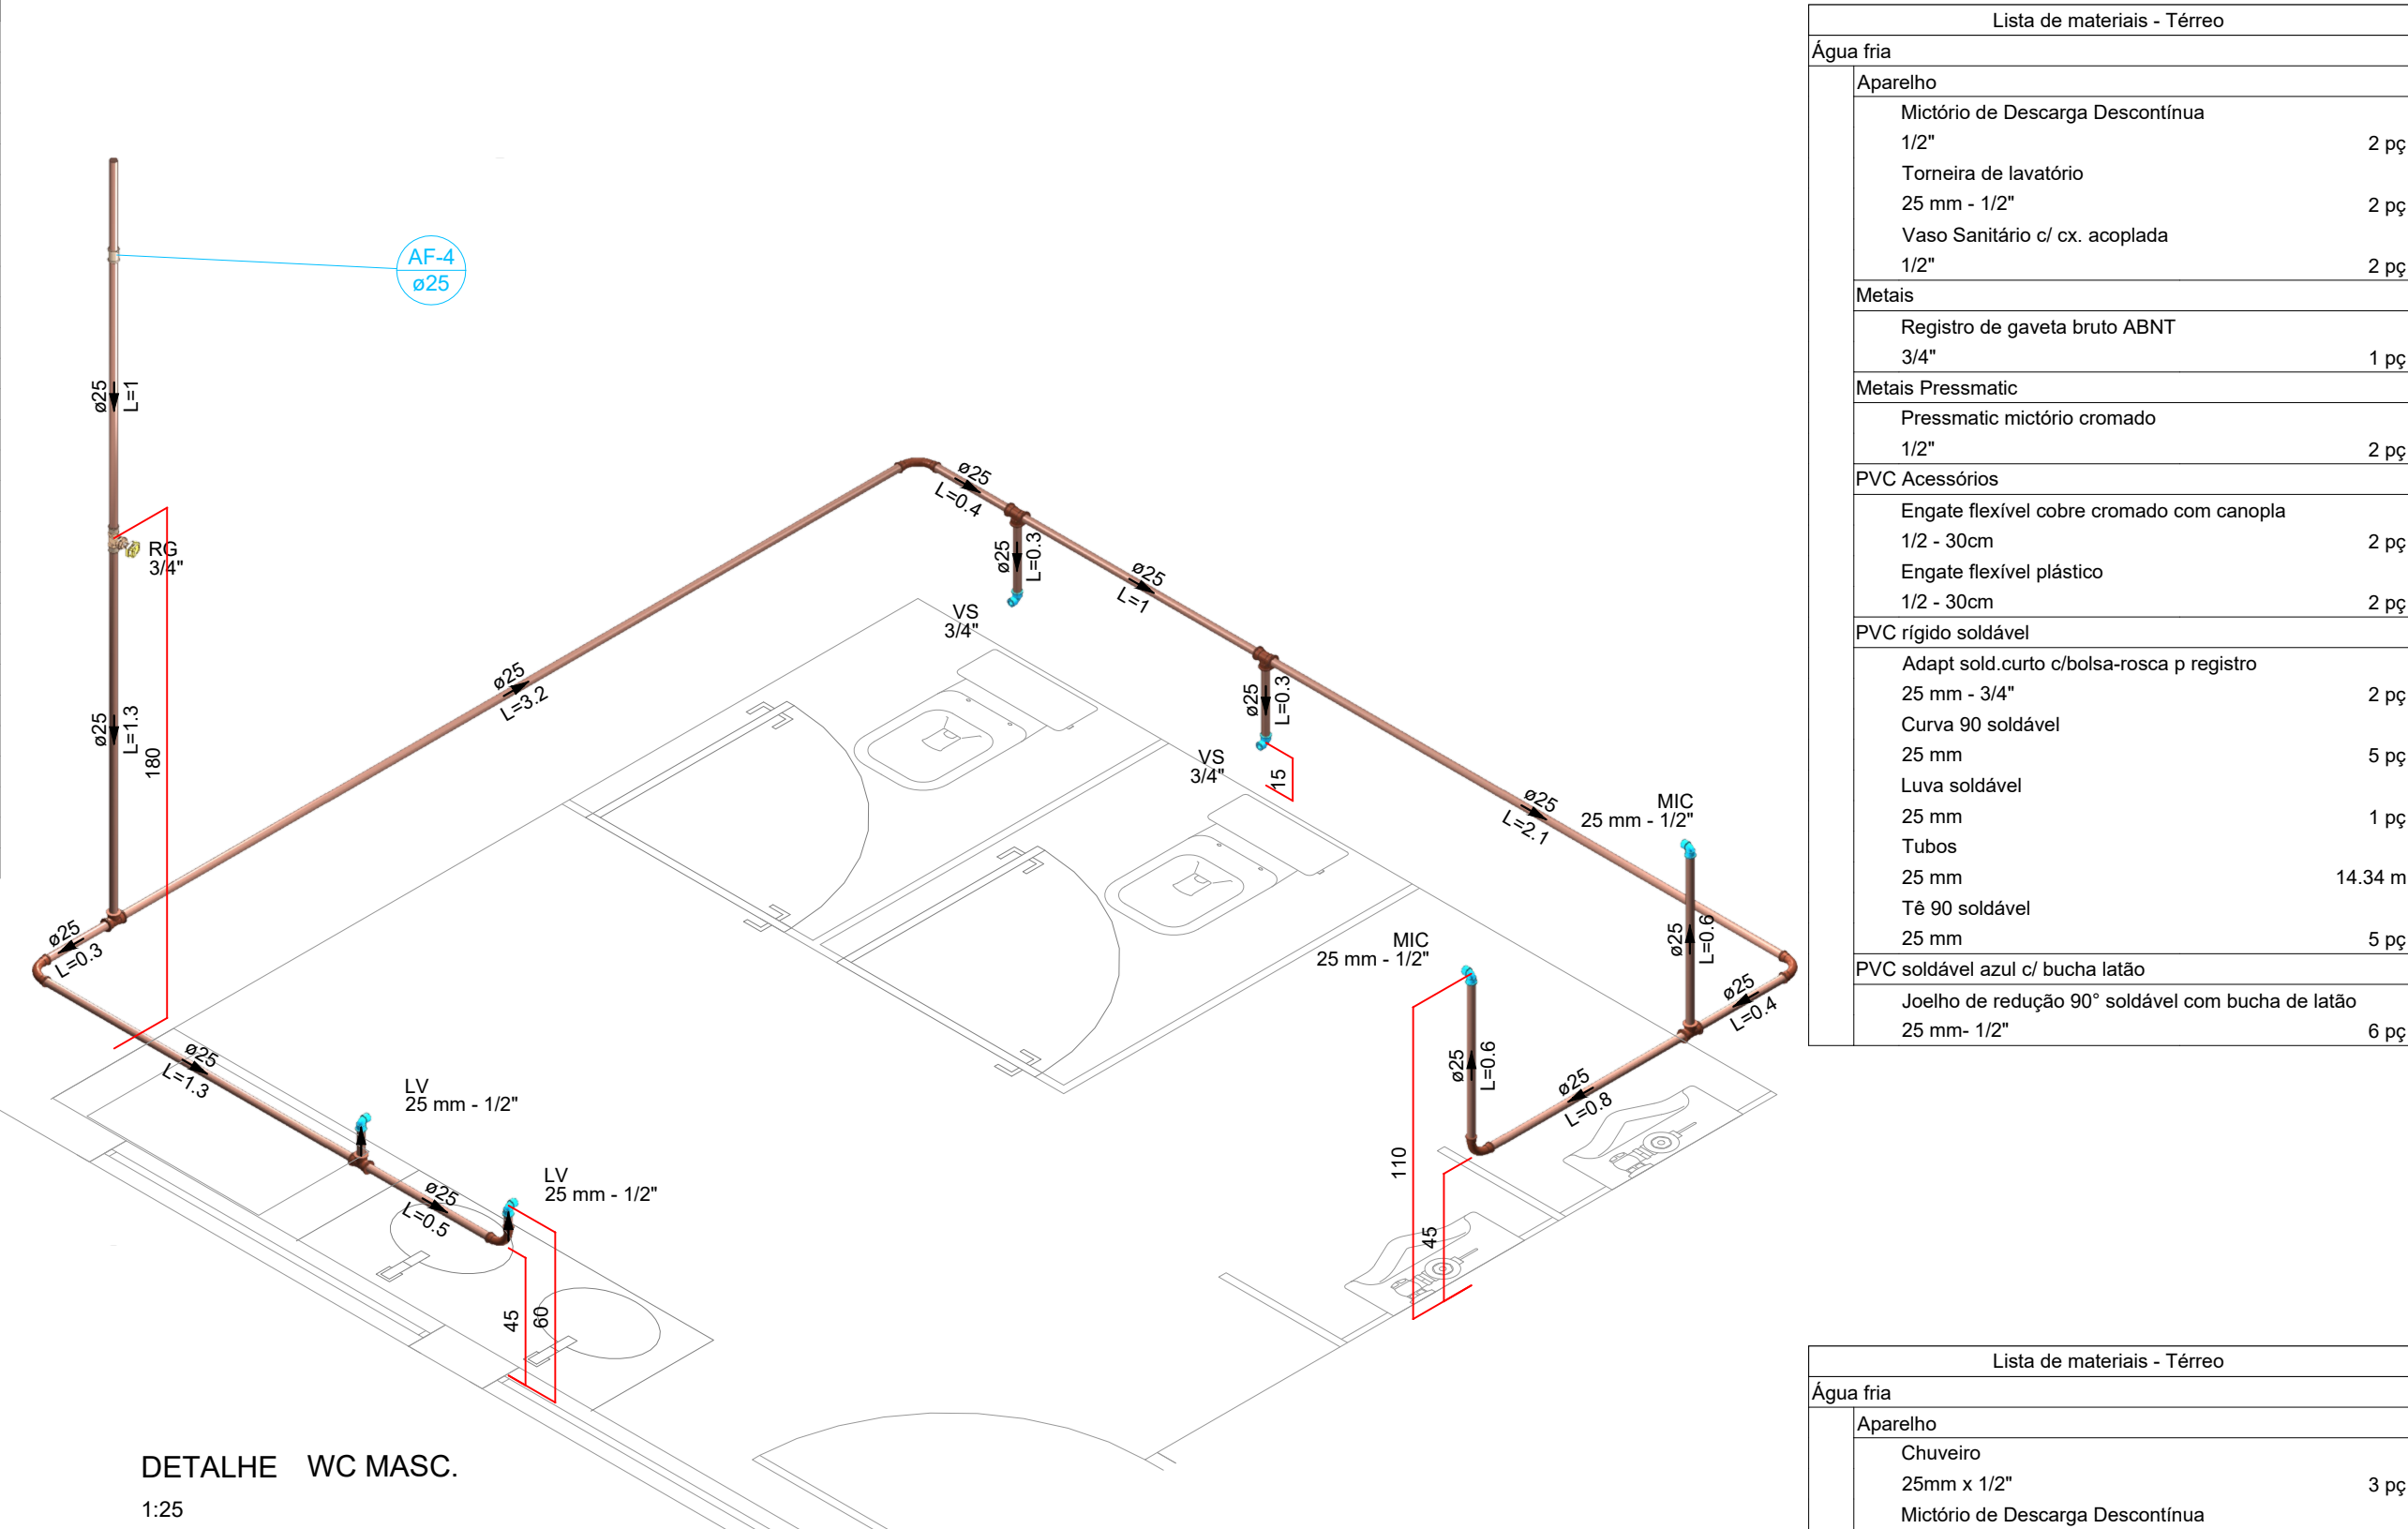 AF-4
ø25
ø25
L=1
RG
3/4"
ø25
L=1.3
180
ø25
L=3.2
ø25
L=0.4
ø25
L=0.3
VS
3/4"
ø25
L=1
ø25
L=0.3
VS
3/4"
15
ø25
L=2.1
MIC
25 mm - 1/2"
ø25
L=0.6
ø25
L=0.4
MIC
25 mm - 1/2"
ø25
L=0.6
ø25
L=0.8
110
45
ø25
L=0.3
ø25
L=1.3
LV
25 mm - 1/2"
ø25
L=0.5
LV
25 mm - 1/2"
45
60
DETALHE WC MASC.
1:25
Lista de materiais - Térreo
Água fria
Aparelho
Mictório de Descarga Descontínua
1/2" 2 pç
Torneira de lavatório
25 mm - 1/2" 2 pç
Vaso Sanitário c/ cx. acoplada
1/2" 2 pç
Metais
Registro de gaveta bruto ABNT
3/4" 1 pç
Metais Pressmatic
Pressmatic mictório cromado
1/2" 2 pç
PVC Acessórios
Engate flexível cobre cromado com canopla
1/2 - 30cm 2 pç
Engate flexível plástico
1/2 - 30cm 2 pç
PVC rígido soldável
Adapt sold.curto c/bolsa-rosca p registro
25 mm - 3/4" 2 pç
Curva 90 soldável
25 mm 5 pç
Luva soldável
25 mm 1 pç
Tubos
25 mm 14.34 m
Tê 90 soldável
25 mm 5 pç
PVC soldável azul c/ bucha latão
Joelho de redução 90° soldável com bucha de latão
25 mm- 1/2" 6 pç
Lista de materiais - Térreo
Água fria
Aparelho
Chuveiro
25mm x 1/2" 3 pç
Mictório de Descarga Descontínua